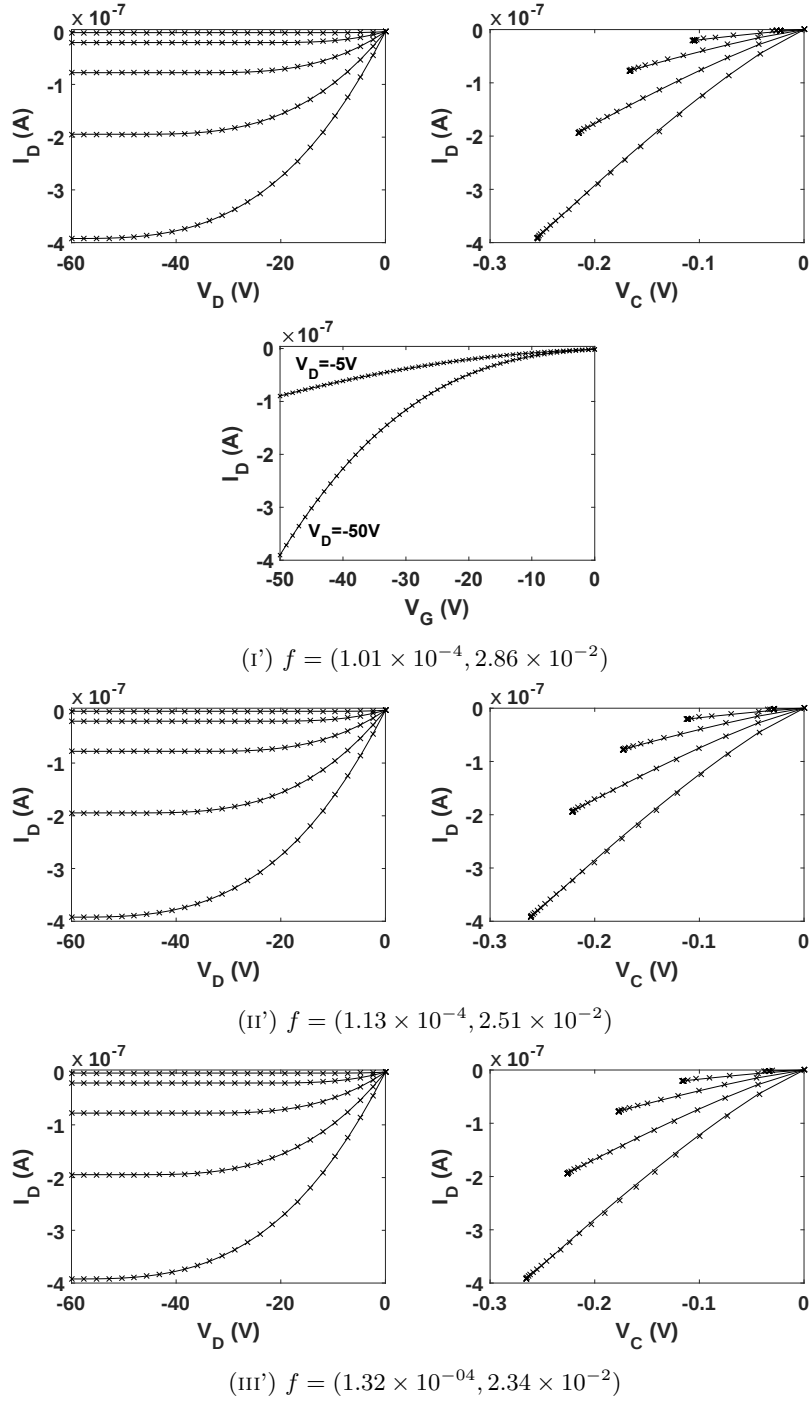 × 10⁻⁷
0
-1
-2
-3
-4
I_D (A)
-60 -40 -20 0
V_D (V)
× 10⁻⁷
0
-1
-2
-3
-4
I_D (A)
-0.3 -0.2 -0.1 0
V_C (V)
×10⁻⁷
0
-1
-2
-3
-4
I_D (A)
V_D=-5V
V_D=-50V
-50 -40 -30 -20 -10 0
V_G (V)
(I') f = (1.01 × 10⁻⁴, 2.86 × 10⁻²)
× 10⁻⁷
0
-1
-2
-3
-4
I_D (A)
-60 -40 -20 0
V_D (V)
× 10⁻⁷
0
-1
-2
-3
-4
I_D (A)
-0.3 -0.2 -0.1 0
V_C (V)
(II') f = (1.13 × 10⁻⁴, 2.51 × 10⁻²)
× 10⁻⁷
0
-1
-2
-3
-4
I_D (A)
-60 -40 -20 0
V_D (V)
× 10⁻⁷
0
-1
-2
-3
-4
I_D (A)
-0.3 -0.2 -0.1 0
V_C (V)
(III') f = (1.32 × 10⁻⁰⁴, 2.34 × 10⁻²)